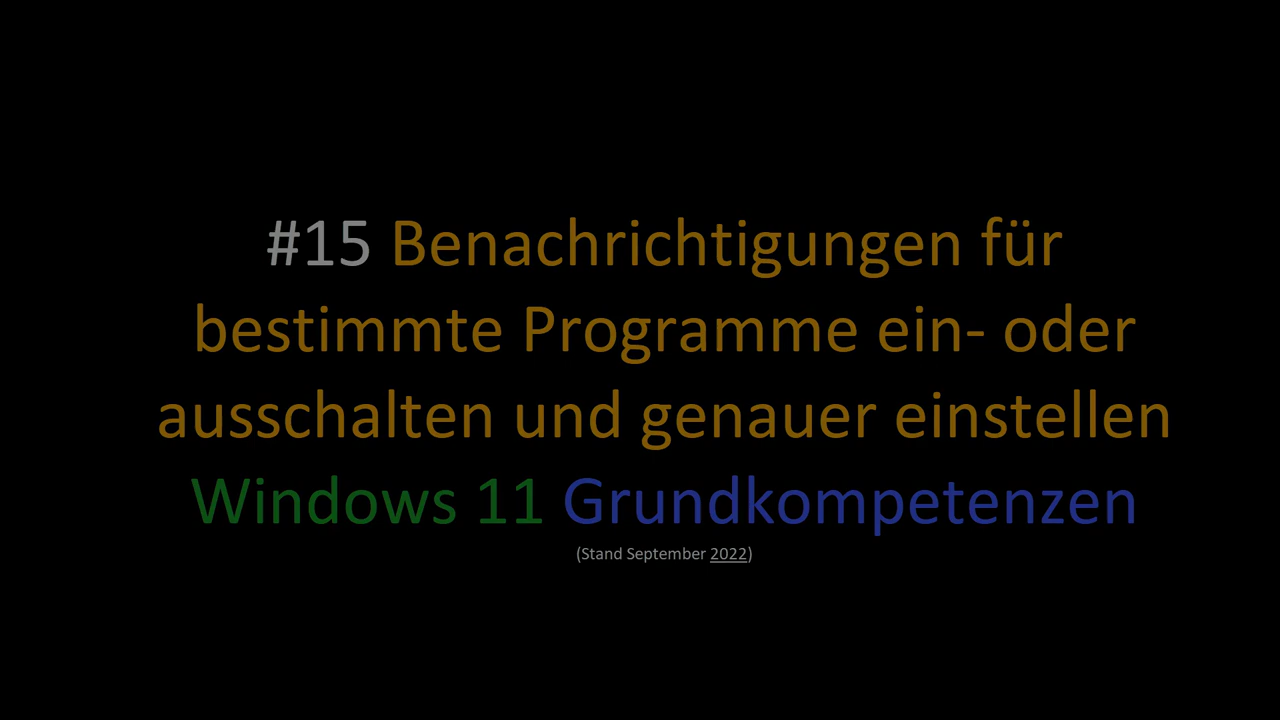 #15 Benachrichtigungen für
bestimmte Programme ein- oder
ausschalten und genauer einstellen
Windows 11 Grundkompetenzen
(Stand September 2022)